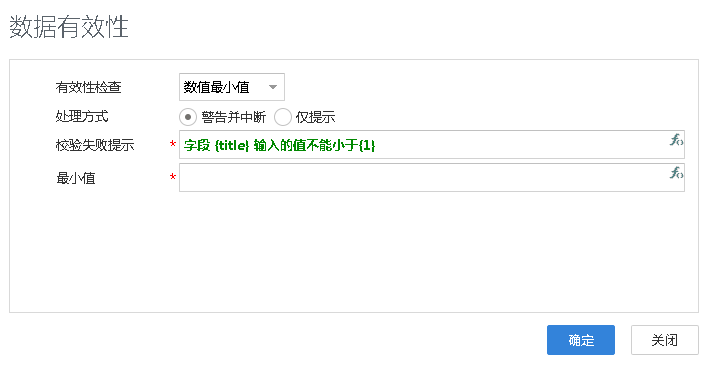 数据有效性
有效性检查 数值最小值
处理方式 警告并中断 仅提示
校验失败提示 * 字段 {title} 输入的值不能小于{1}
最小值 *
确定 关闭